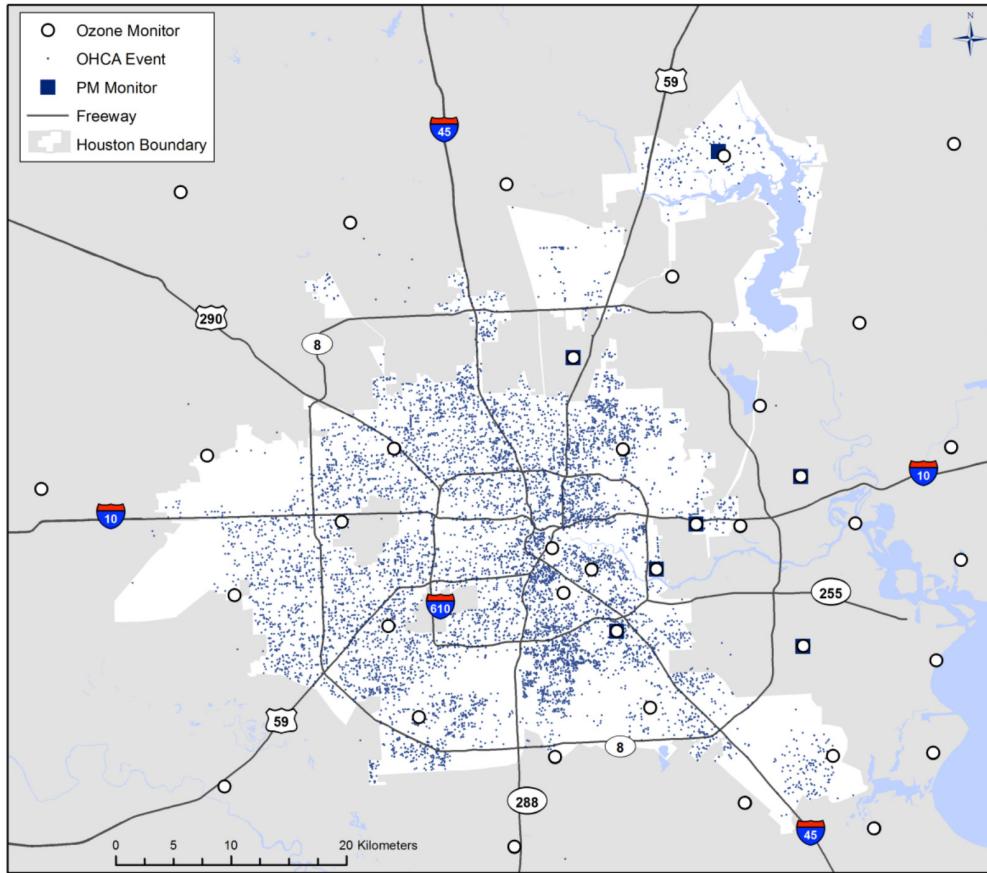 Ozone Monitor
OHCA Event
PM Monitor
Freeway
Houston Boundary
N
59
45
290
8
10
10
610
255
59
8
288
45
0 5 10 20 Kilometers